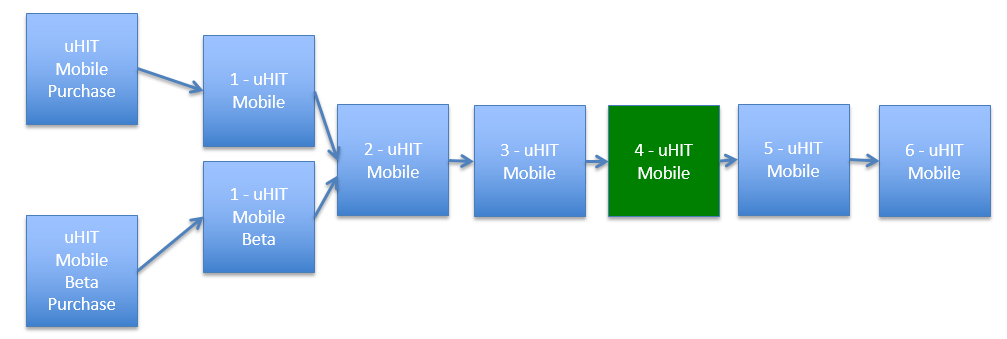 uHIT
Mobile
Purchase
1 - uHIT
Mobile
uHIT
Mobile
Beta
Purchase
1 - uHIT
Mobile
Beta
2 - uHIT
Mobile
3 - uHIT
Mobile
4 - uHIT
Mobile
5 - uHIT
Mobile
6 - uHIT
Mobile